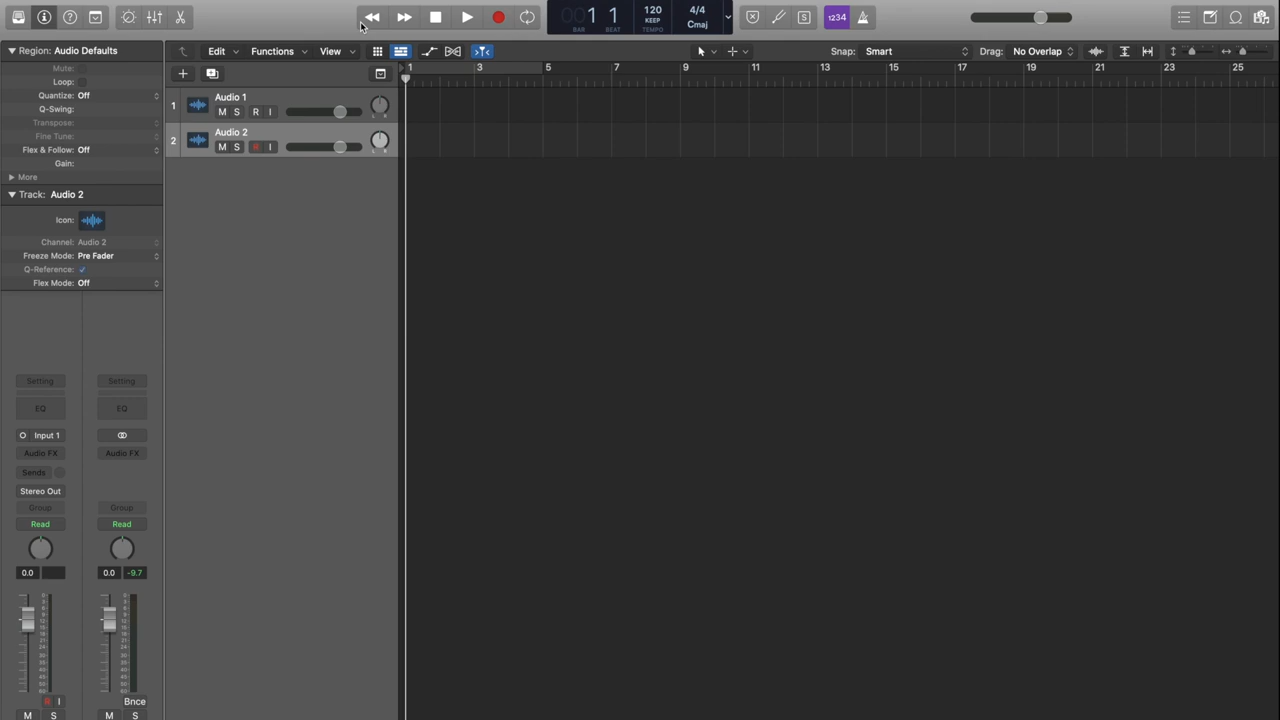 001 1
BAR BEAT
120
KEEP
TEMPO
4/4
Cmaj
S
1234
Region: Audio Defaults
Mute:
Loop:
Quantize: Off
Q-Swing:
Transpose:
Fine Tune:
Flex & Follow: Off
Gain:
More
Track: Audio 2
Icon:
Channel: Audio 2
Freeze Mode: Pre Fader
Q-Reference:
Flex Mode: Off
Setting Setting
EQ EQ
Input 1
Audio FX Audio FX
Sends
Stereo Out
Group Group
Read Read
0.0 0.0 -9.7
R I Bnce
M S M S
Edit Functions View
Snap: Smart Drag: No Overlap
1 3 5 7 9 11 13 15 17 19 21 23 25
1 Audio 1
M S R I
L R
2 Audio 2
M S R I
L R